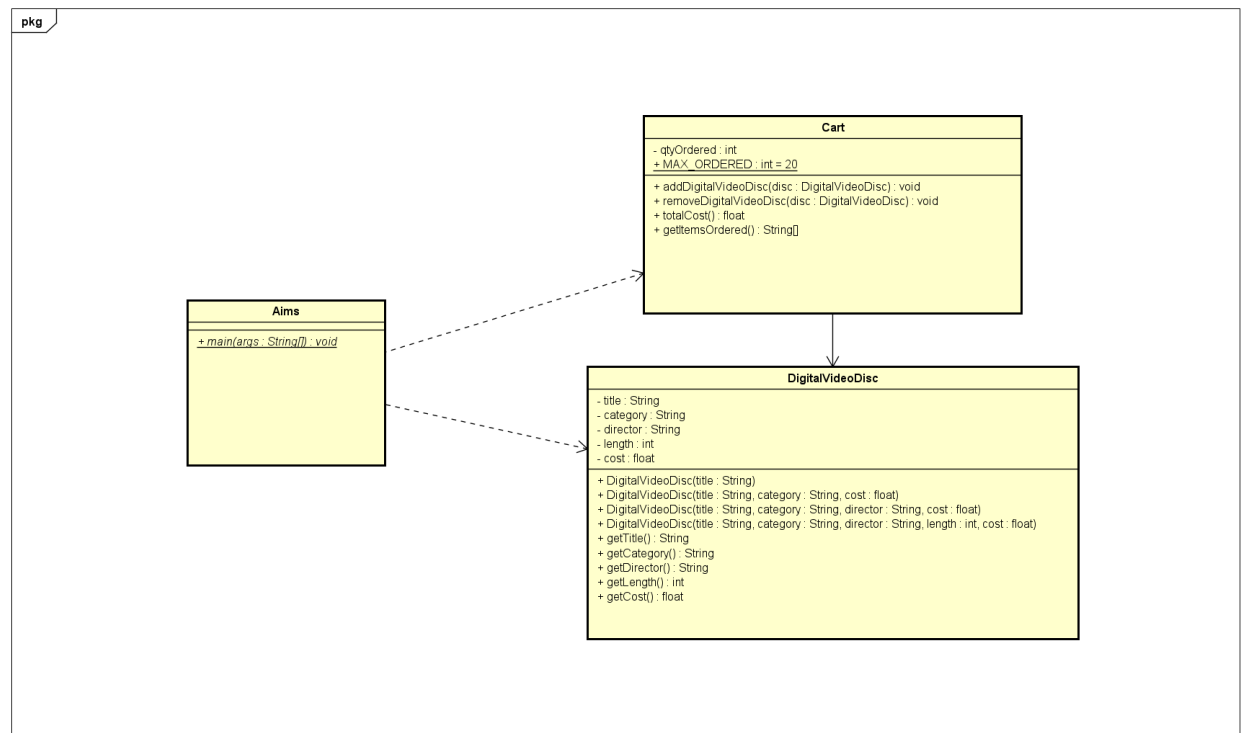 pkg
Cart
- qtyOrdered : int
+ MAX_ORDERED : int = 20
+ addDigitalVideoDisc(disc : DigitalVideoDisc) : void
+ removeDigitalVideoDisc(disc : DigitalVideoDisc) : void
+ totalCost() : float
+ getItemsOrdered() : String[]
Aims
+ main(args : String[]) : void
DigitalVideoDisc
- title : String
- category : String
- director : String
- length : int
- cost : float
+ DigitalVideoDisc(title : String)
+ DigitalVideoDisc(title : String, category : String, cost : float)
+ DigitalVideoDisc(title : String, category : String, director : String, cost : float)
+ DigitalVideoDisc(title : String, category : String, director : String, length : int, cost : float)
+ getTitle() : String
+ getCategory() : String
+ getDirector() : String
+ getLength() : int
+ getCost() : float